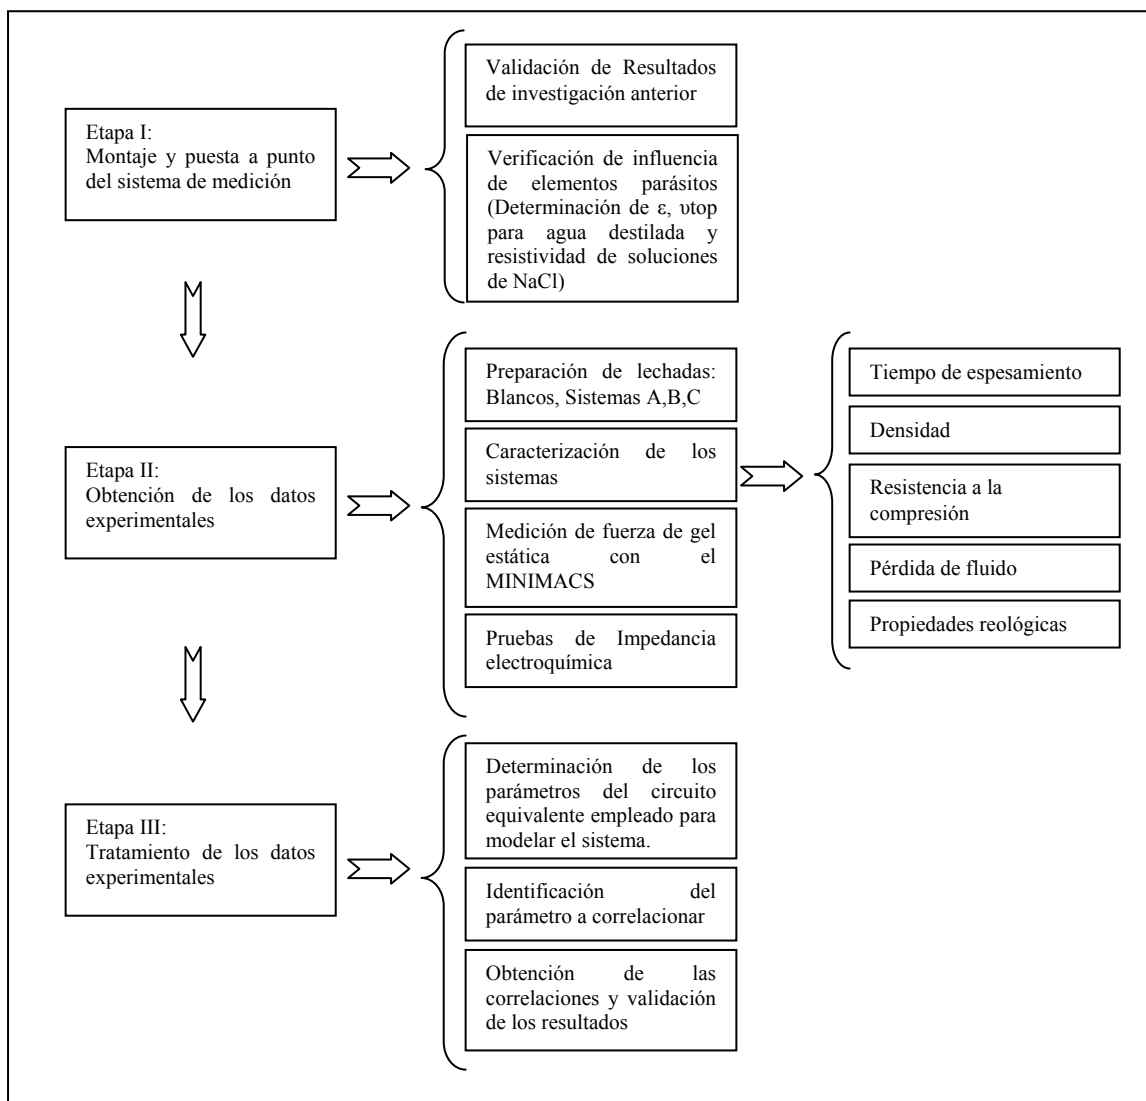 Etapa I:
Montaje y puesta a punto
del sistema de medición
Validación de Resultados
de investigación anterior
Verificación de influencia
de elementos parásitos
(Determinación de ε, υtop
para agua destilada y
resistividad de soluciones
de NaCl)
Etapa II:
Obtención de los datos
experimentales
Preparación de lechadas:
Blancos, Sistemas A,B,C
Caracterización de los
sistemas
Medición de fuerza de gel
estática con el
MINIMACS
Pruebas de Impedancia
electroquímica
Tiempo de espesamiento
Densidad
Resistencia a la
compresión
Pérdida de fluido
Propiedades reológicas
Etapa III:
Tratamiento de los datos
experimentales
Determinación de los
parámetros del circuito
equivalente empleado para
modelar el sistema.
Identificación del
parámetro a correlacionar
Obtención de las
correlaciones y validación
de los resultados